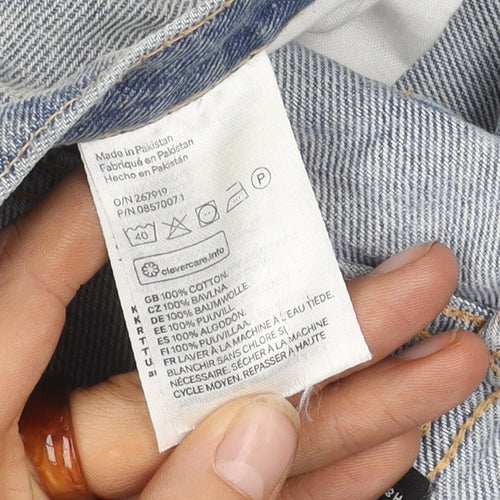 Made in Pakistan
Fabriqué en Pakistan
Hecho en Pakistan
O/N 267919
P/N 0857007 1
40
P
clevercare.info
GB 100% COTTON.
CZ 100% BAVLNA
DE 100% BAUMWOLLE.
EE 100% PUUVILL
ES 100% ALGODÓN.
FI 100% PUUVILLAA.
FR LAVER À LA MACHINE À L'EAU TIÈDE.
BLANCHIR SANS CHLORE SI
NÉCESSAIRE. SÉCHER À LA MACHINE
CYCLE MOYEN. REPASSER À HAUTE